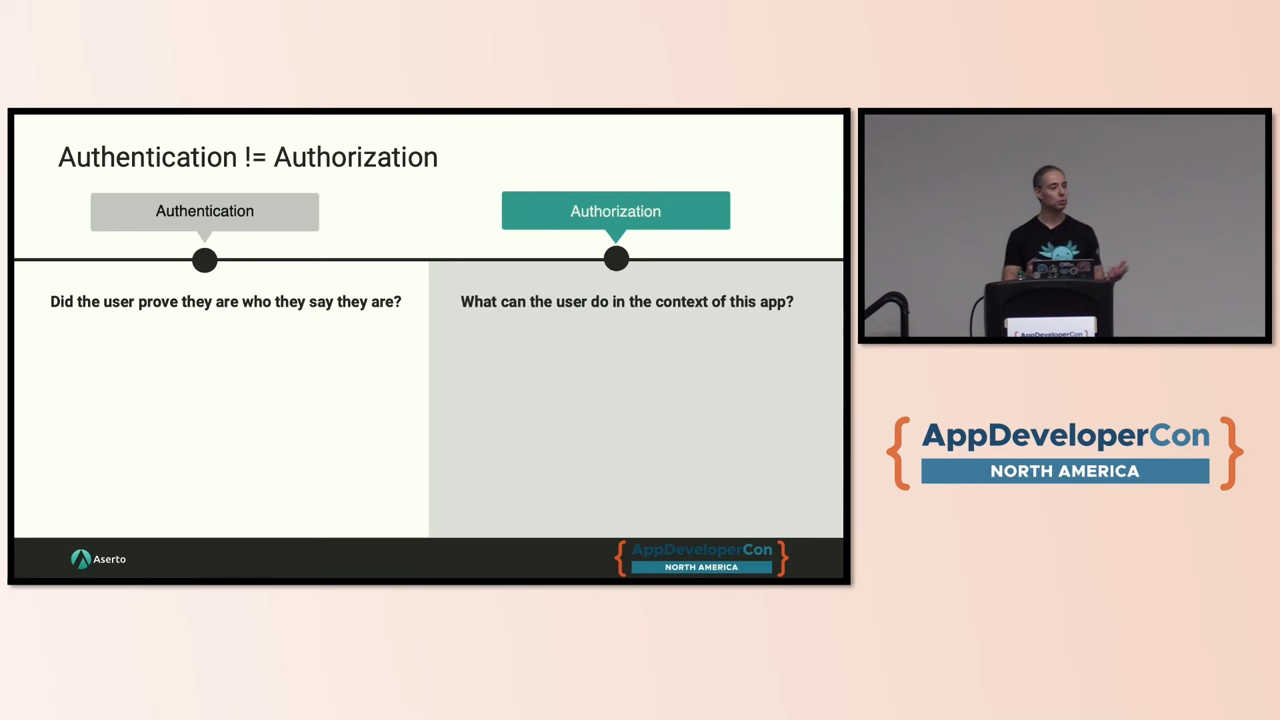 Authentication != Authorization
Authentication
Authorization
Did the user prove they are who they say they are?
What can the user do in the context of this app?
Aserto
{ AppDeveloperCon }
NORTH AMERICA
{ AppDeveloperCon }
{ AppDeveloperCon }
NORTH AMERICA